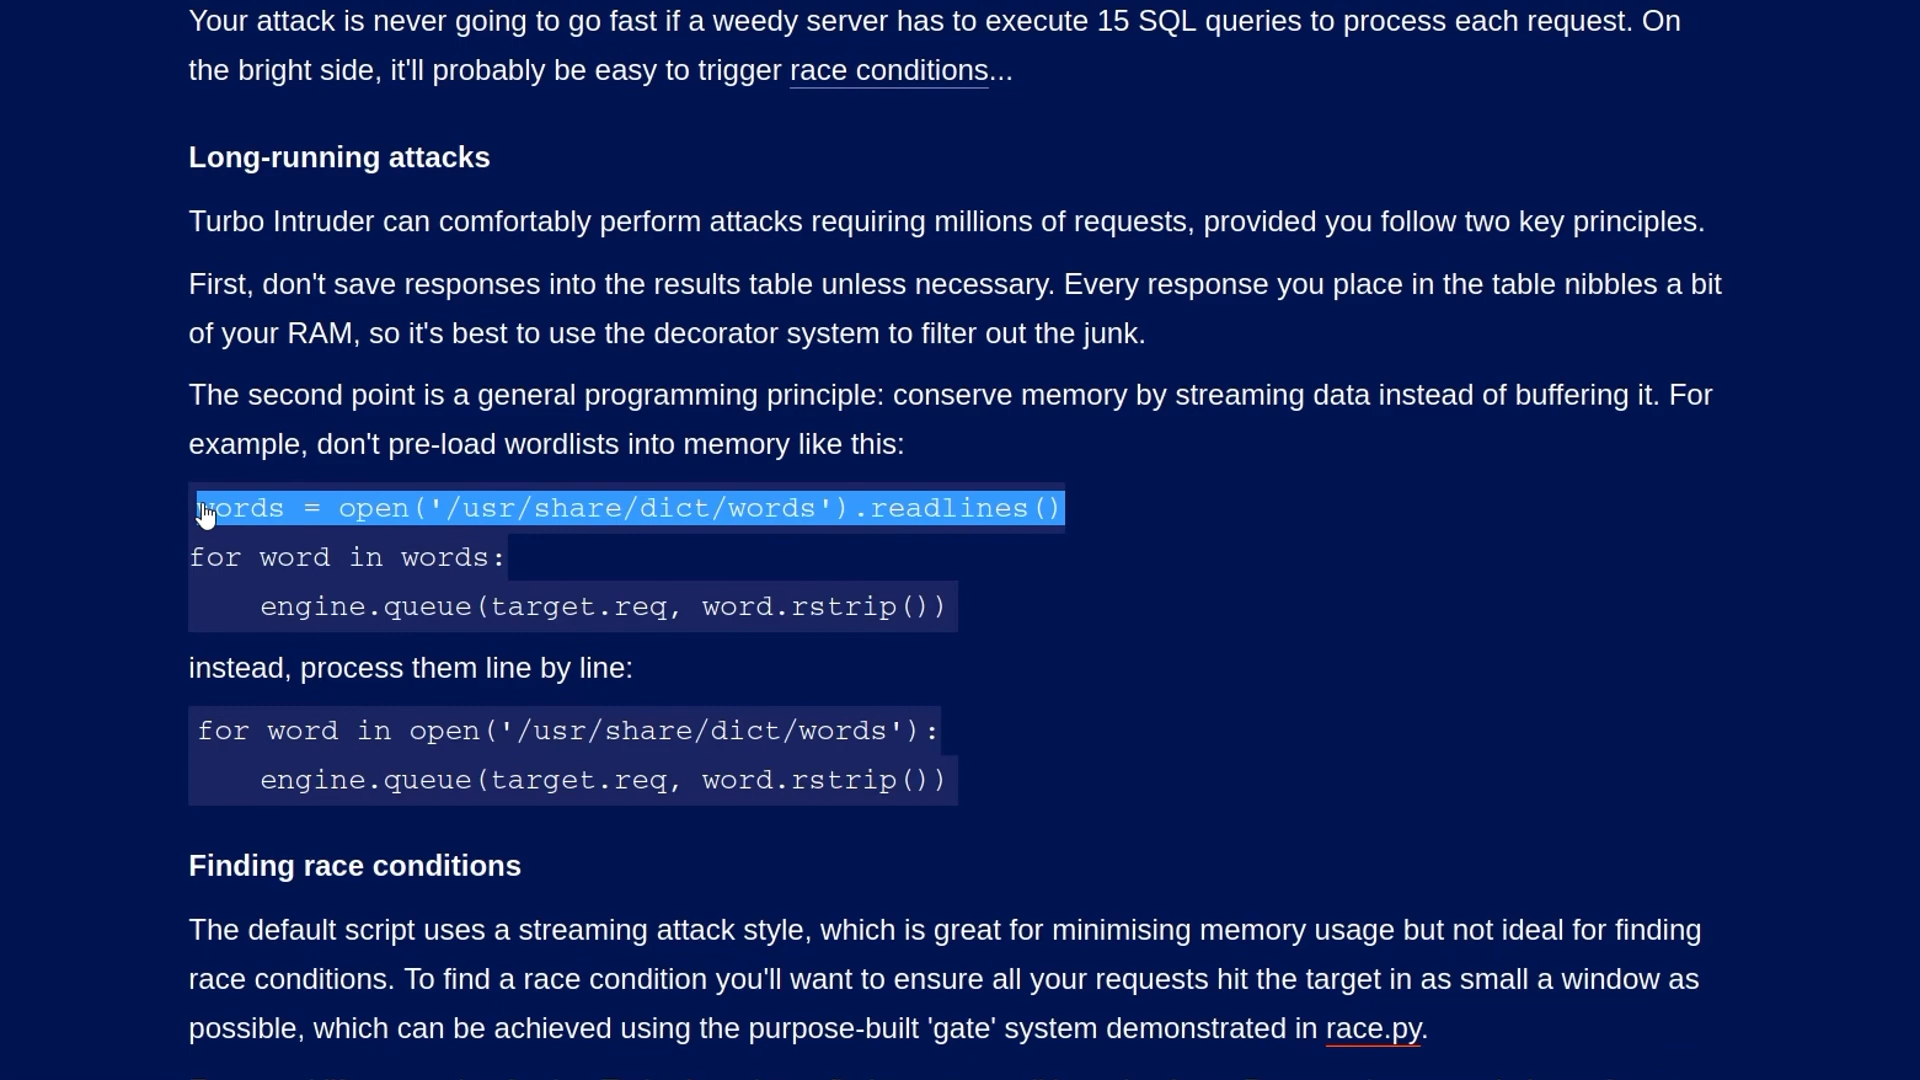 Your attack is never going to go fast if a weedy server has to execute 15 SQL queries to process each request. On
the bright side, it'll probably be easy to trigger race conditions...
Long-running attacks
Turbo Intruder can comfortably perform attacks requiring millions of requests, provided you follow two key principles.
First, don't save responses into the results table unless necessary. Every response you place in the table nibbles a bit
of your RAM, so it's best to use the decorator system to filter out the junk.
The second point is a general programming principle: conserve memory by streaming data instead of buffering it. For
example, don't pre-load wordlists into memory like this:
words = open('/usr/share/dict/words').readlines()
for word in words:
    engine.queue(target.req, word.rstrip())
instead, process them line by line:
for word in open('/usr/share/dict/words'):
    engine.queue(target.req, word.rstrip())
Finding race conditions
The default script uses a streaming attack style, which is great for minimising memory usage but not ideal for finding
race conditions. To find a race condition you'll want to ensure all your requests hit the target in as small a window as
possible, which can be achieved using the purpose-built 'gate' system demonstrated in race.py.